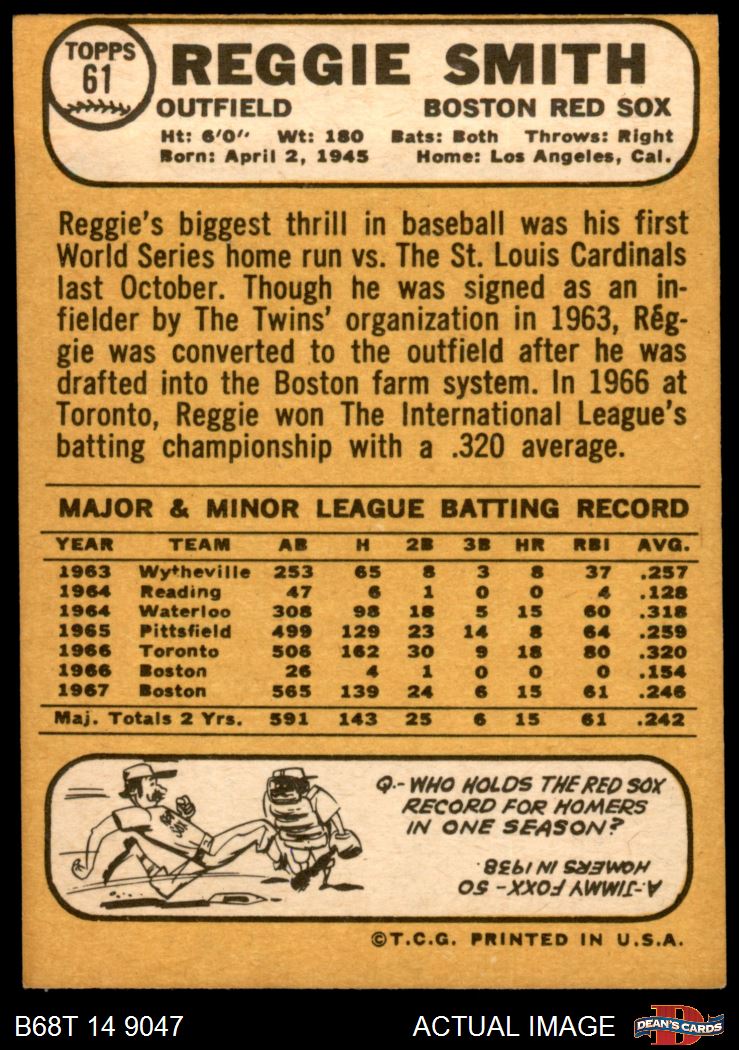 TOPPS
61
REGGIE SMITH
OUTFIELD BOSTON RED SOX
Ht: 6'0" Wt: 180 Bats: Both Throws: Right
Born: April 2, 1945 Home: Los Angeles, Cal.
Reggie's biggest thrill in baseball was his first
World Series home run vs. The St. Louis Cardinals
last October. Though he was signed as an in-
fielder by The Twins' organization in 1963, Reg-
gie was converted to the outfield after he was
drafted into the Boston farm system. In 1966 at
Toronto, Reggie won The International League's
batting championship with a .320 average.
MAJOR & MINOR LEAGUE BATTING RECORD
YEAR TEAM AB H 2B 3B HR RBI AVG.
1963 Wytheville 253 65 8 3 8 37 .257
1964 Reading 47 6 1 0 0 4 .128
1964 Waterloo 308 98 18 5 15 60 .318
1965 Pittsfield 499 129 23 14 8 64 .259
1966 Toronto 506 162 30 9 18 80 .320
1966 Boston 26 4 1 0 0 0 .154
1967 Boston 565 139 24 6 15 61 .246
Maj. Totals 2 Yrs. 591 143 25 6 15 61 .242
RED SOX
Q.-WHO HOLDS THE RED SOX
RECORD FOR HOMERS
IN ONE SEASON?
A-JIMMY FOXX - 50
HOMERS IN 1938
©T.C.G. PRINTED IN U.S.A.
B68T 14 9047 ACTUAL IMAGE DEAN'S CARDS